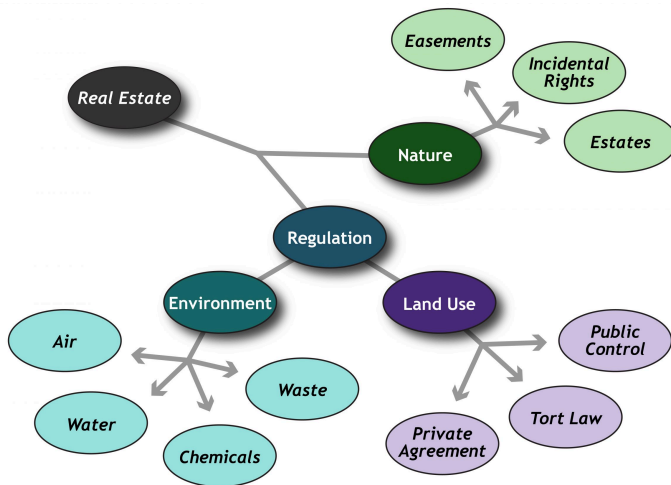 Easements
Incidental
Rights
Real Estate
Estates
Nature
Regulation
Environment
Land Use
Air
Public
Control
Waste
Water
Tort Law
Private
Agreement
Chemicals